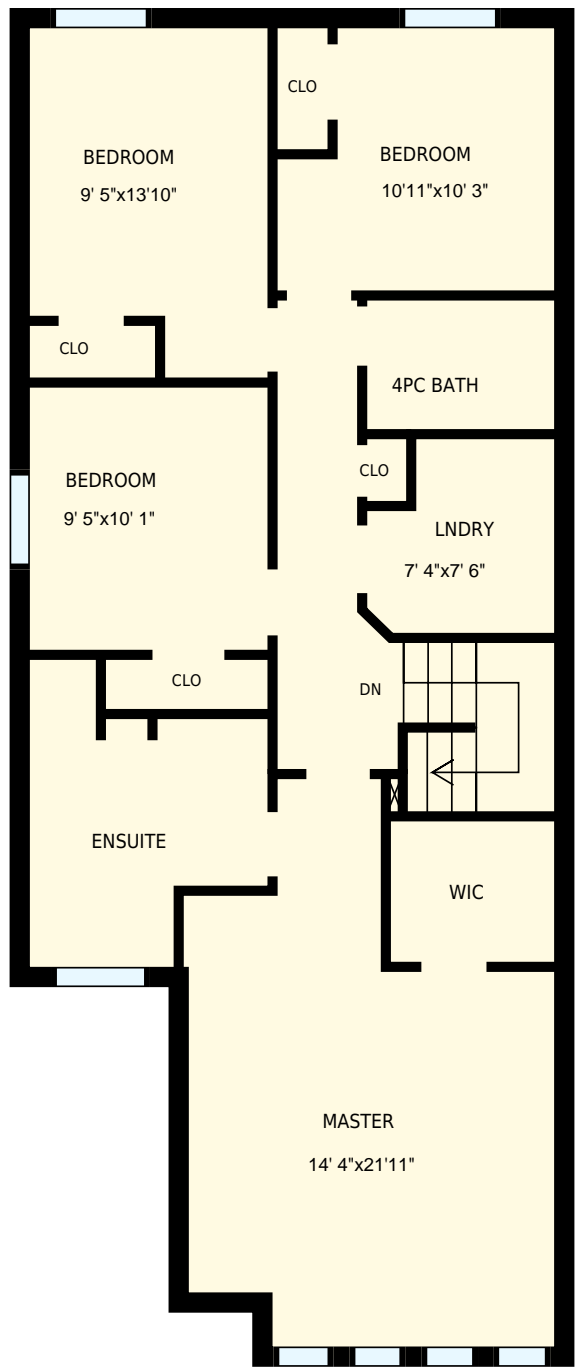 CLO
BEDROOM
9' 5"x13'10"
BEDROOM
10'11"x10' 3"
CLO
4PC BATH
BEDROOM
9' 5"x10' 1"
CLO
LNDRY
7' 4"x7' 6"
CLO
DN
ENSUITE
WIC
MASTER
14' 4"x21'11"